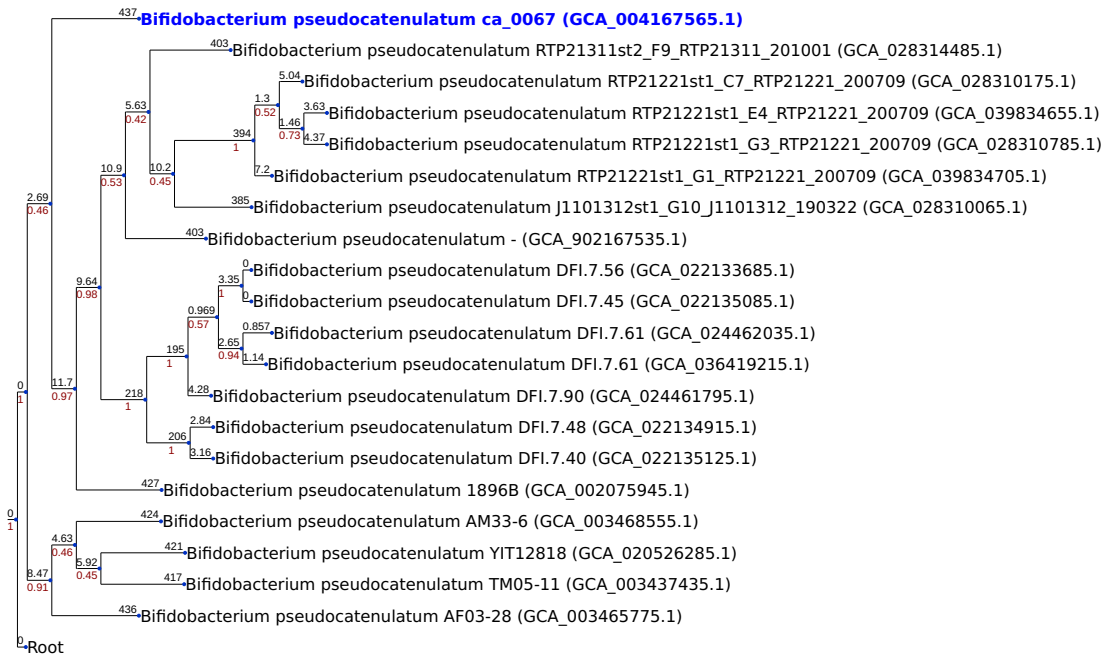 437 Bifidobacterium pseudocatenulatum ca_0067 (GCA_004167565.1)
403 Bifidobacterium pseudocatenulatum RTP21311st2_F9_RTP21311_201001 (GCA_028314485.1)
5.04 Bifidobacterium pseudocatenulatum RTP21221st1_C7_RTP21221_200709 (GCA_028310175.1)
5.63 1.3 3.63 Bifidobacterium pseudocatenulatum RTP21221st1_E4_RTP21221_200709 (GCA_039834655.1)
0.42 0.52 1.46
394 0.73 4.37 Bifidobacterium pseudocatenulatum RTP21221st1_G3_RTP21221_200709 (GCA_028310785.1)
1
10.9 10.2 7.2 Bifidobacterium pseudocatenulatum RTP21221st1_G1_RTP21221_200709 (GCA_039834705.1)
0.53 0.45
2.69 385 Bifidobacterium pseudocatenulatum J1101312st1_G10_J1101312_190322 (GCA_028310065.1)
0.46
403 Bifidobacterium pseudocatenulatum - (GCA_902167535.1)
0 Bifidobacterium pseudocatenulatum DFI.7.56 (GCA_022133685.1)
9.64 3.35
0.98 1 0 Bifidobacterium pseudocatenulatum DFI.7.45 (GCA_022135085.1)
0.969
0.57 0.857 Bifidobacterium pseudocatenulatum DFI.7.61 (GCA_024462035.1)
195 2.65
1 0.94 1.14 Bifidobacterium pseudocatenulatum DFI.7.61 (GCA_036419215.1)
0 11.7 218 4.28 Bifidobacterium pseudocatenulatum DFI.7.90 (GCA_024461795.1)
1 0.97 1
2.84 Bifidobacterium pseudocatenulatum DFI.7.48 (GCA_022134915.1)
206
1 3.16 Bifidobacterium pseudocatenulatum DFI.7.40 (GCA_022135125.1)
427 Bifidobacterium pseudocatenulatum 1896B (GCA_002075945.1)
0 424 Bifidobacterium pseudocatenulatum AM33-6 (GCA_003468555.1)
1
4.63
0.46 421 Bifidobacterium pseudocatenulatum YIT12818 (GCA_020526285.1)
5.92
0.45
8.47 417 Bifidobacterium pseudocatenulatum TM05-11 (GCA_003437435.1)
0.91
436 Bifidobacterium pseudocatenulatum AF03-28 (GCA_003465775.1)
0 Root